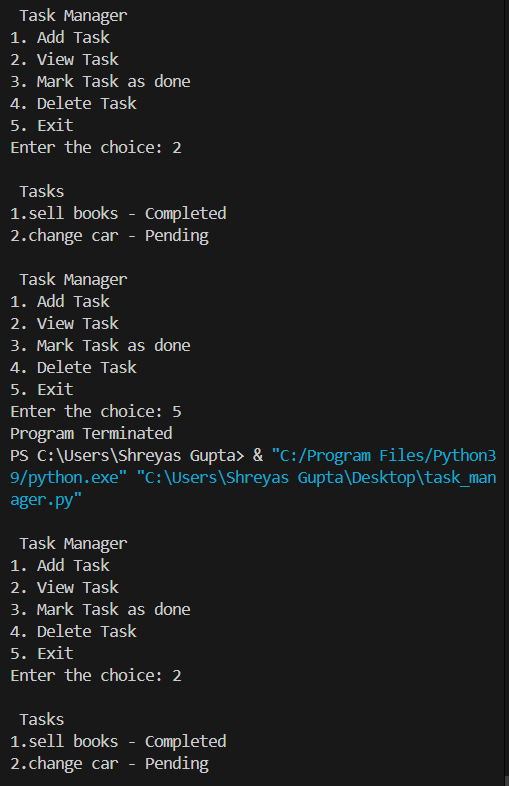 Task Manager
1. Add Task
2. View Task
3. Mark Task as done
4. Delete Task
5. Exit
Enter the choice: 2
Tasks
1.sell books - Completed
2.change car - Pending
Task Manager
1. Add Task
2. View Task
3. Mark Task as done
4. Delete Task
5. Exit
Enter the choice: 5
Program Terminated
PS C:\Users\Shreyas Gupta> & "C:/Program Files/Python3
9/python.exe" "C:\Users\Shreyas Gupta\Desktop\task_man
ager.py"
Task Manager
1. Add Task
2. View Task
3. Mark Task as done
4. Delete Task
5. Exit
Enter the choice: 2
Tasks
1.sell books - Completed
2.change car - Pending